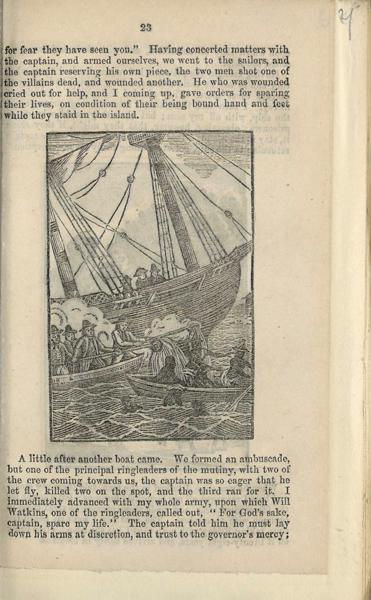 23
for fear they have seen you." Having concerted matters with
the captain, and armed ourselves, we went to the sailors, and
the captain reserving his own piece, the two men shot one of
the villains dead, and wounded another. He who was wounded
cried out for help, and I coming up, gave orders for sparing
their lives, on condition of their being bound hand and feet
while they staid in the island.
A little after another boat came. We formed an ambuscade,
but one of the principal ringleaders of the mutiny, with two of
the crew coming towards us, the captain was so eager that he
let fly, killed two on the spot, and the third ran for it. I
immediately advanced with my whole army, upon which Will
Watkins, one of the ringleaders, called out, "For God's sake,
captain, spare my life." The captain told him he must lay
down his arms at discretion, and trust to the governor's mercy;